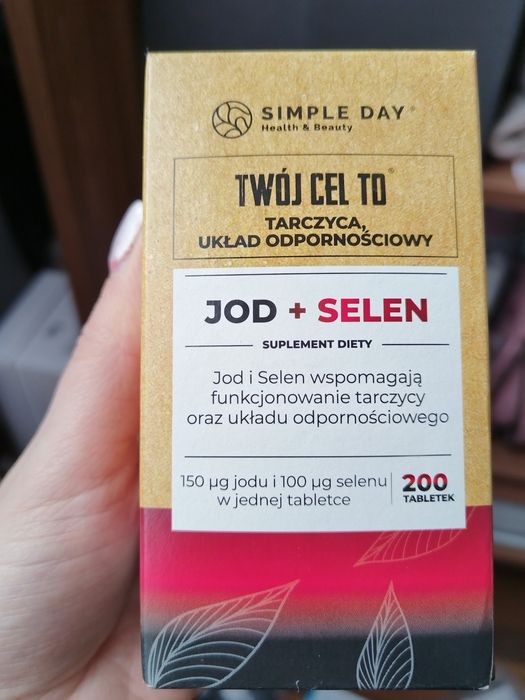 SIMPLE DAY®
Health & Beauty
TWÓJ CEL TO®
TARCZYCA,
UKŁAD ODPORNOŚCIOWY
JOD + SELEN
SUPLEMENT DIETY
Jod i Selen wspomagają
funkcjonowanie tarczycy
oraz układu odpornościowego
150 µg jodu i 100 µg selenu
w jednej tabletce
200
TABLETEK